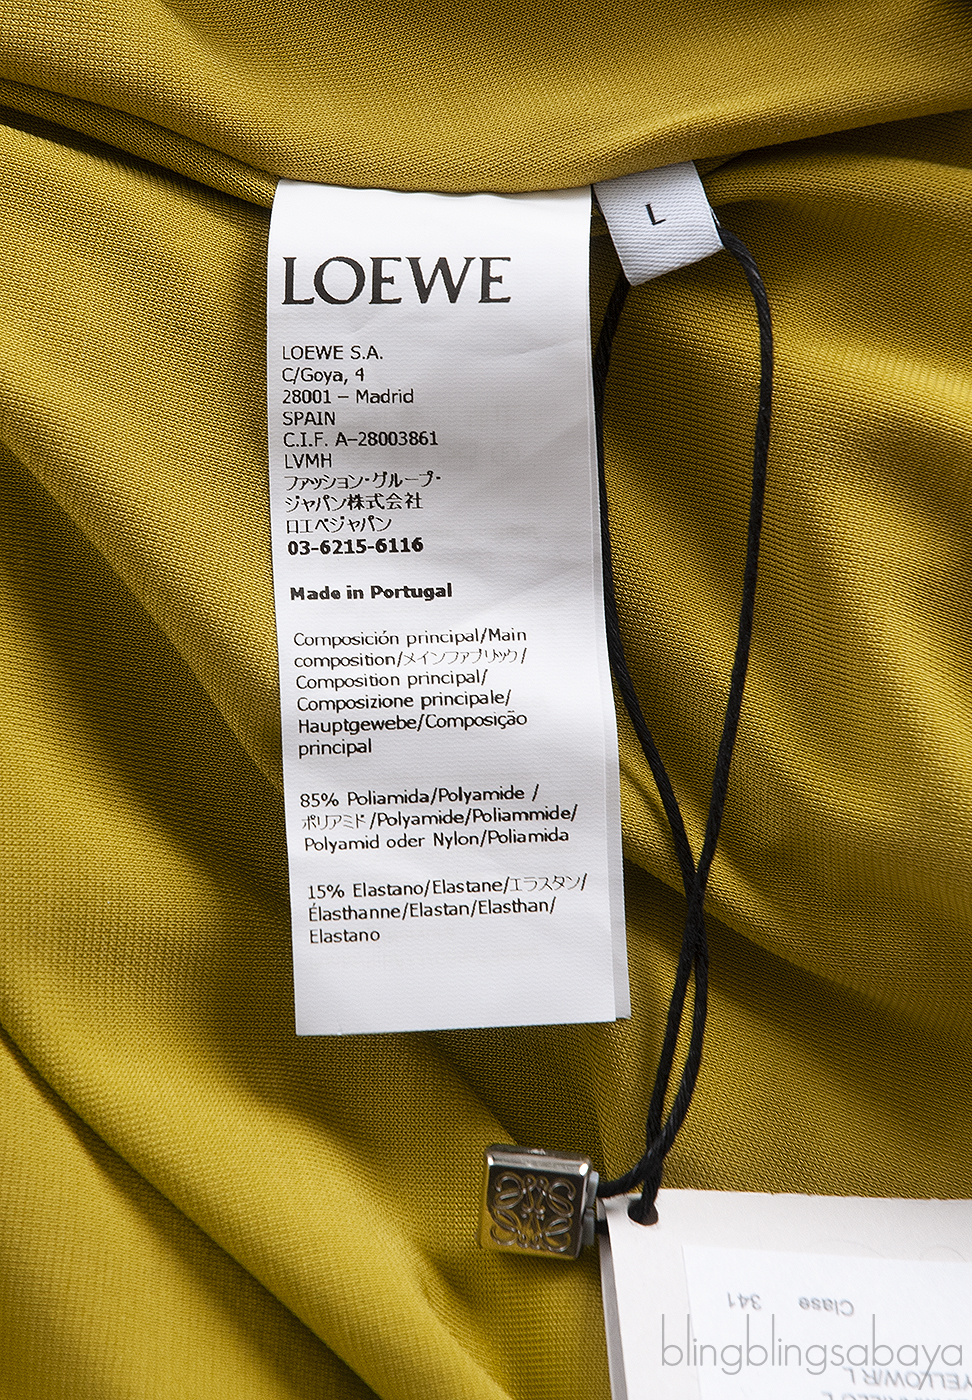 LOEWE
L
LOEWE S.A.
C/Goya, 4
28001 – Madrid
SPAIN
C.I.F. A-28003861
LVMH
ファッション・グループ・
ジャパン株式会社
ロエベジャパン
03-6215-6116
Made in Portugal
Composición principal/Main
composition/メインファブリック/
Composition principal/
Composizione principale/
Hauptgewebe/Composição
principal
85% Poliamida/Polyamide /
ポリアミド/Polyamide/Poliammide/
Polyamid oder Nylon/Poliamida
15% Elastano/Elastane/エラスタン/
Élasthanne/Elastan/Elasthan/
Elastano
Clase 341
YELLOW/R L
blingblingsabaya